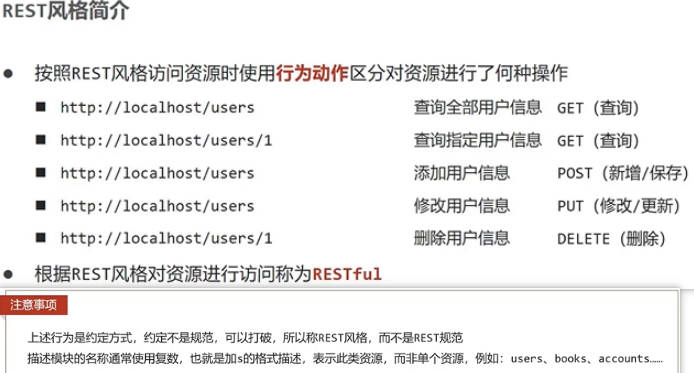 REST风格简介
● 按照REST风格访问资源时使用行为动作区分对资源进行了何种操作
■ http://localhost/users 查询全部用户信息 GET（查询）
■ http://localhost/users/1 查询指定用户信息 GET（查询）
■ http://localhost/users 添加用户信息 POST（新增/保存）
■ http://localhost/users 修改用户信息 PUT（修改/更新）
■ http://localhost/users/1 删除用户信息 DELETE（删除）
● 根据REST风格对资源进行访问称为RESTful
注意事项
上述行为是约定方式，约定不是规范，可以打破，所以称REST风格，而不是REST规范
描述模块的名称通常使用复数，也就是加s的格式描述，表示此类资源，而非单个资源，例如：users、books、accounts……